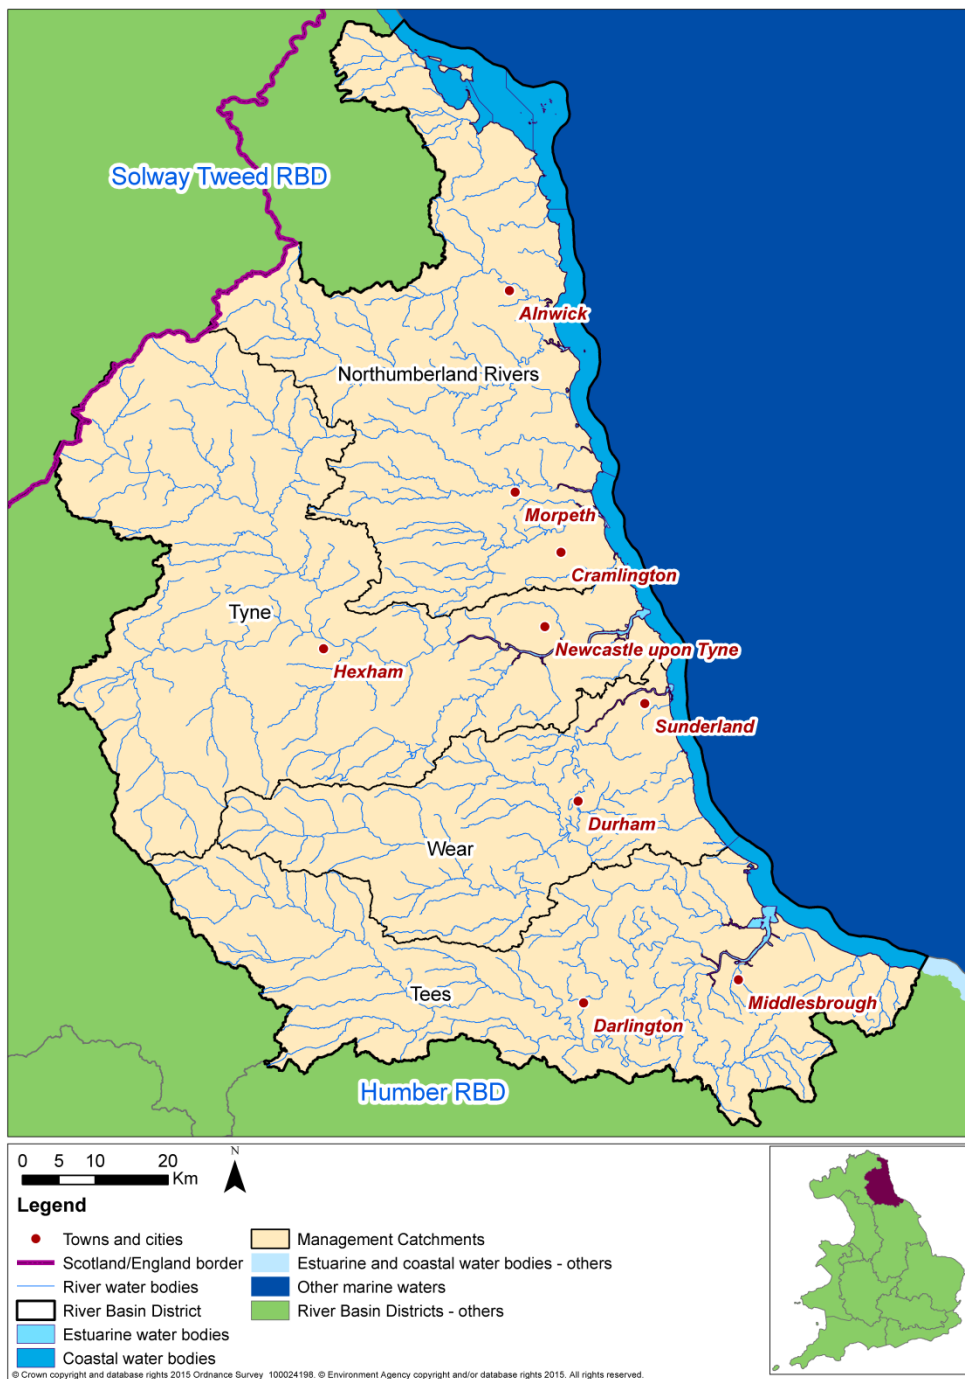 Solway Tweed RBD
Alnwick
Northumberland Rivers
Morpeth
Cramlington
Tyne
Newcastle upon Tyne
Hexham
Sunderland
Durham
Wear
Tees
Middlesbrough
Darlington
Humber RBD
0 5 10 20
Km
N
Legend
Towns and cities
Scotland/England border
River water bodies
River Basin District
Estuarine water bodies
Coastal water bodies
Management Catchments
Estuarine and coastal water bodies - others
Other marine waters
River Basin Districts - others
© Crown copyright and database rights 2015 Ordnance Survey 100024198. © Environment Agency copyright and/or database rights 2015. All rights reserved.